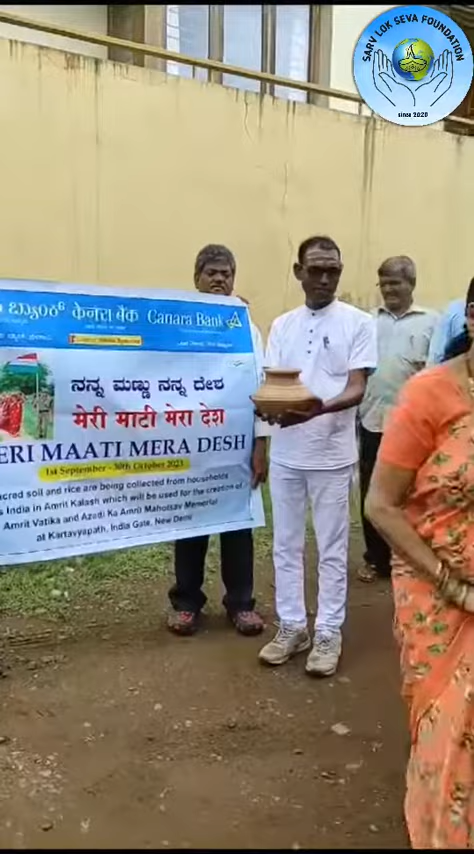 SARV LOK SEVA FOUNDATION
since 2020
ಬ್ಯಾಂಕ್ केनरा बैंक Canara Bank
ನನ್ನ ಮಣ್ಣು ನನ್ನ ದೇಶ
मेरी माटी मेरा देश
ERI MAATI MERA DESH
1st September - 30th October 2023
acred soil and rice are being collected from households
s India in Amrit Kalash which will be used for the creation of
Amrit Vatika and Azadi Ka Amrit Mahotsav Memorial
at Kartavyapath, India Gate, New Delhi